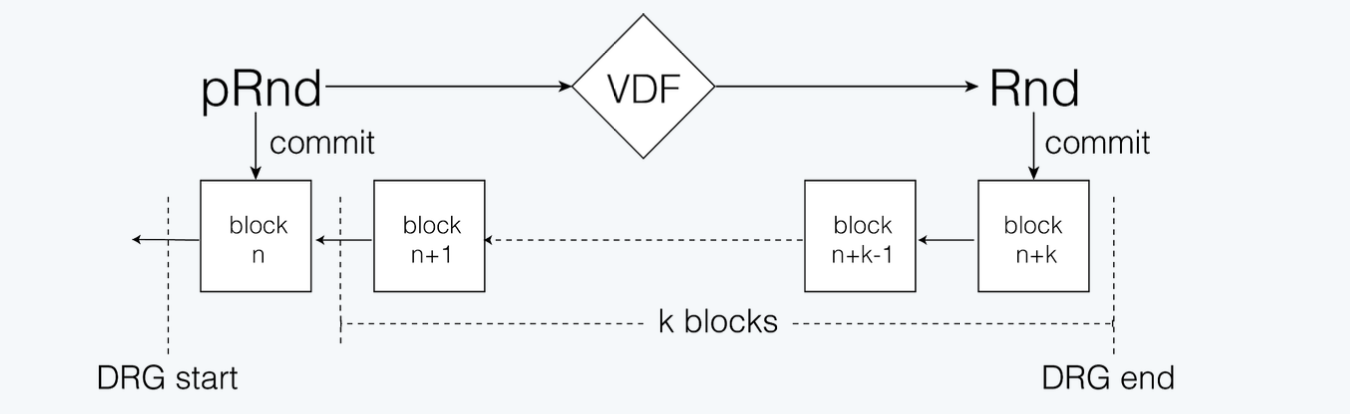 pRnd
VDF
Rnd
commit
commit
block
n
block
n+1
block
n+k-1
block
n+k
k blocks
DRG start
DRG end